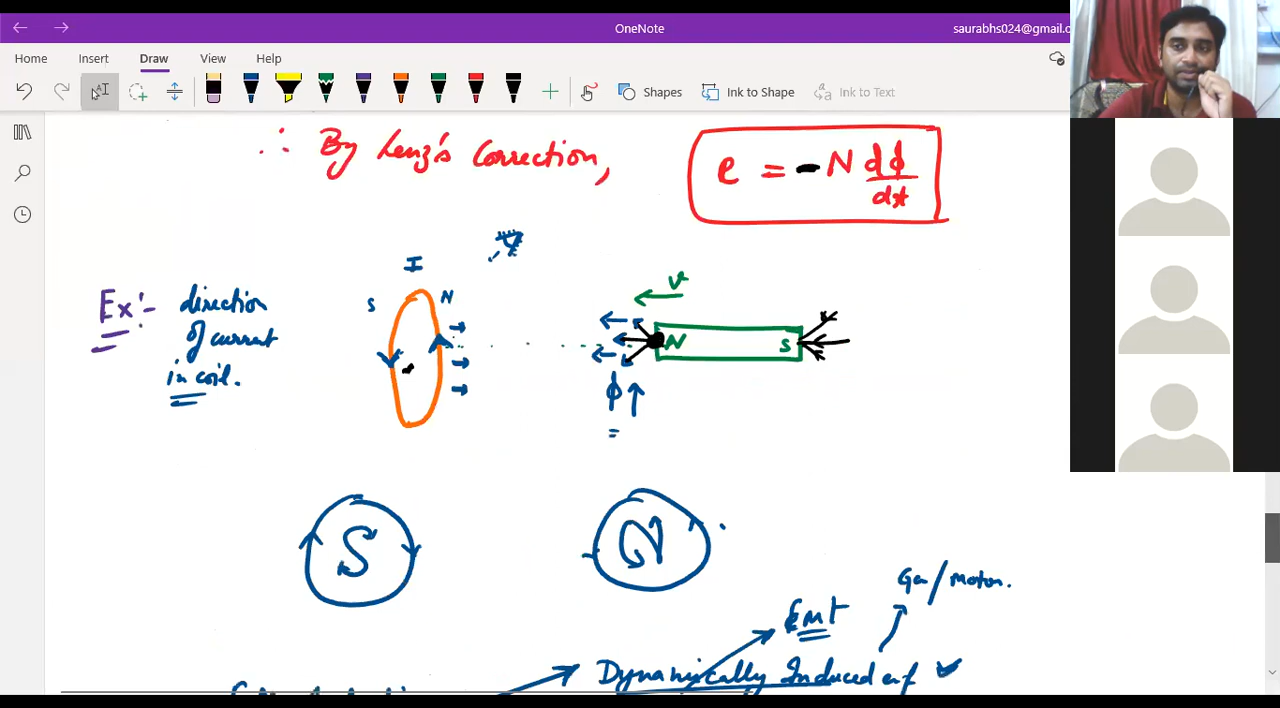 OneNote
saurabhs024@gmail.co
Home Insert Draw View Help
Shapes Ink to Shape Ink to Text
∴ By Lenz's Correction,
e = -N dϕ/dt
I
Ex:- direction
of current
in coil.
S N
V
N S
ϕ ↑
=
S N
Gen/Motor.
Dynamically Induced emf